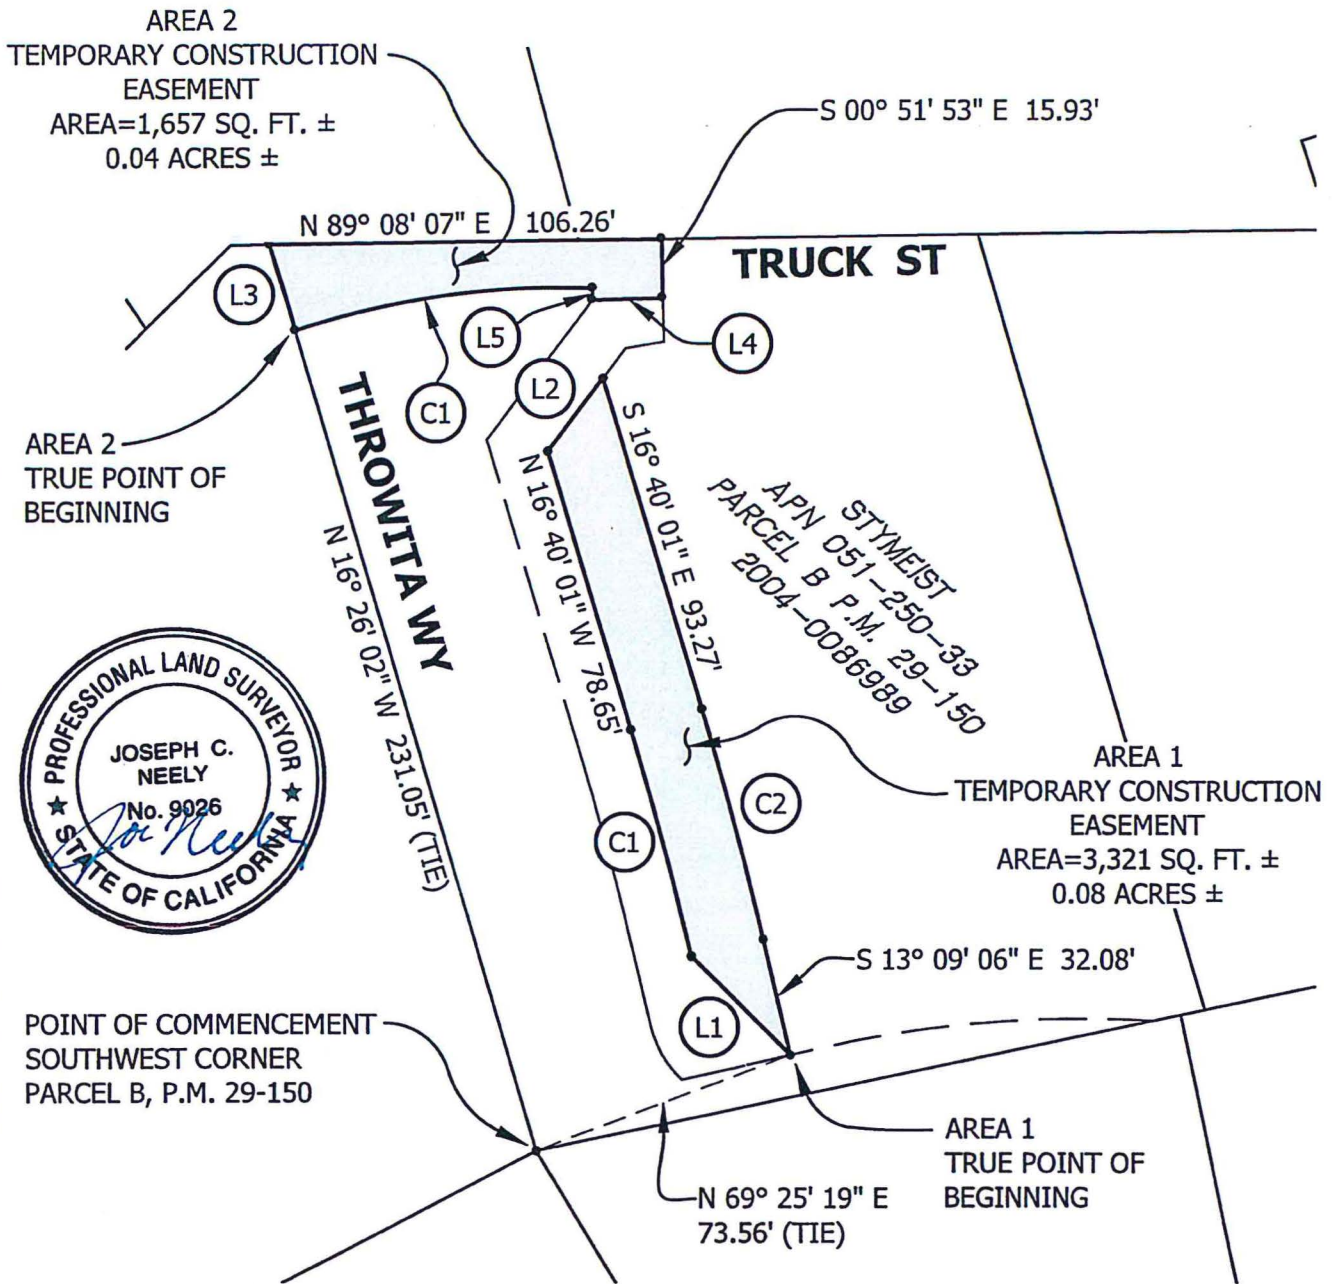 AREA 2
TEMPORARY CONSTRUCTION
EASEMENT
AREA=1,657 SQ. FT. ±
0.04 ACRES ±
S 00° 51' 53" E 15.93'
N 89° 08' 07" E 106.26'
TRUCK ST
L3
L5
L4
L2
C1
AREA 2
TRUE POINT OF
BEGINNING
THROWITA WY
N 16° 26' 02" W 231.05' (TIE)
N 16° 40' 01" W 78.65'
S 16° 40' 01" E 93.27'
STYMEIST
APN 051-250-33
PARCEL B P.M. 29-150
2004-0086989
PROFESSIONAL LAND SURVEYOR
JOSEPH C.
NEELY
No. 9026
Joe Neely
STATE OF CALIFORNIA
AREA 1
TEMPORARY CONSTRUCTION
EASEMENT
AREA=3,321 SQ. FT. ±
0.08 ACRES ±
C2
C1
S 13° 09' 06" E 32.08'
L1
POINT OF COMMENCEMENT
SOUTHWEST CORNER
PARCEL B, P.M. 29-150
AREA 1
TRUE POINT OF
BEGINNING
N 69° 25' 19" E
73.56' (TIE)